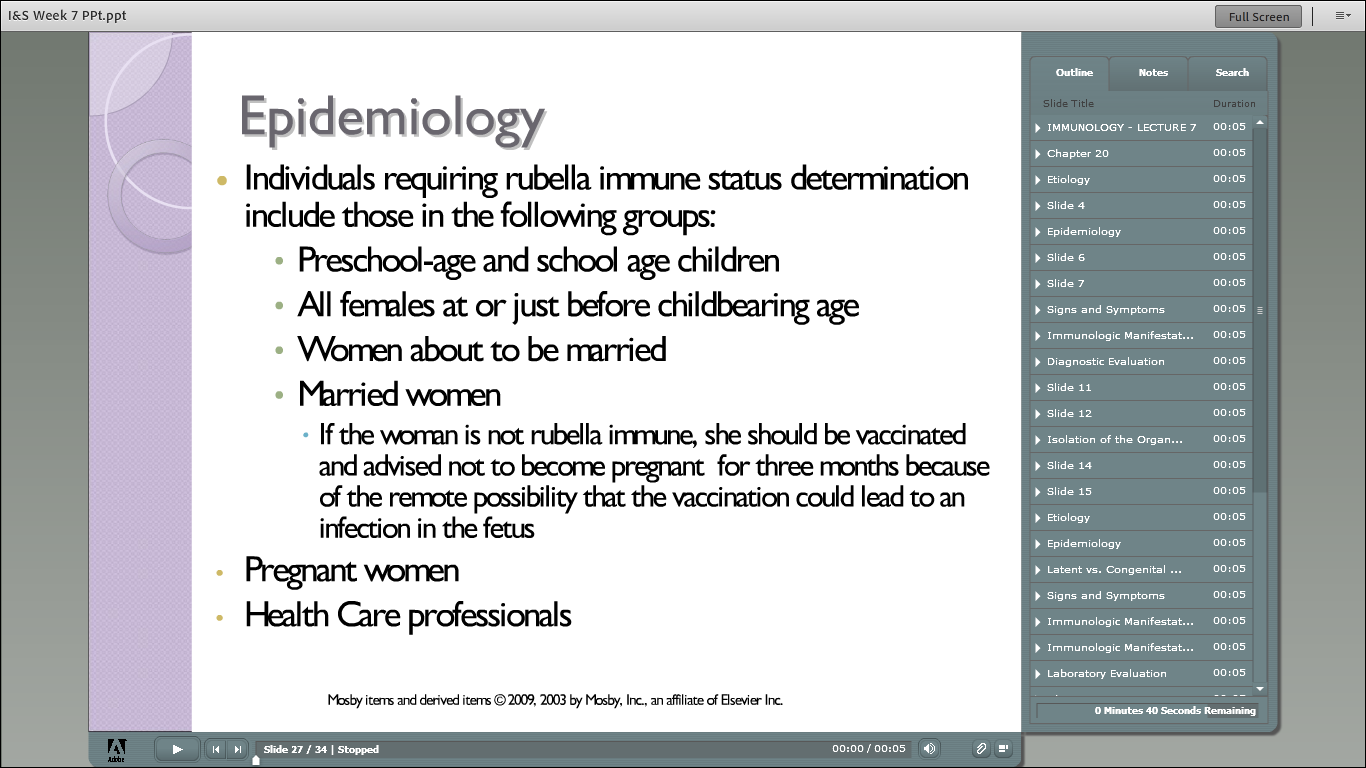 I&S Week 7 PPt.ppt
Full Screen
Epidemiology
Individuals requiring rubella immune status determination
include those in the following groups:
Preschool-age and school age children
All females at or just before childbearing age
Women about to be married
Married women
If the woman is not rubella immune, she should be vaccinated
and advised not to become pregnant for three months because
of the remote possibility that the vaccination could lead to an
infection in the fetus
Pregnant women
Health Care professionals
Mosby items and derived items © 2009, 2003 by Mosby, Inc., an affiliate of Elsevier Inc.
Outline Notes Search
Slide Title Duration
IMMUNOLOGY - LECTURE 7 00:05
Chapter 20 00:05
Etiology 00:05
Slide 4 00:05
Epidemiology 00:05
Slide 6 00:05
Slide 7 00:05
Signs and Symptoms 00:05
Immunologic Manifestat... 00:05
Diagnostic Evaluation 00:05
Slide 11 00:05
Slide 12 00:05
Isolation of the Organ... 00:05
Slide 14 00:05
Slide 15 00:05
Etiology 00:05
Epidemiology 00:05
Latent vs. Congenital ... 00:05
Signs and Symptoms 00:05
Immunologic Manifestat... 00:05
Immunologic Manifestat... 00:05
Laboratory Evaluation 00:05
0 Minutes 40 Seconds Remaining
Adobe
Slide 27 / 34 | Stopped 00:00 / 00:05